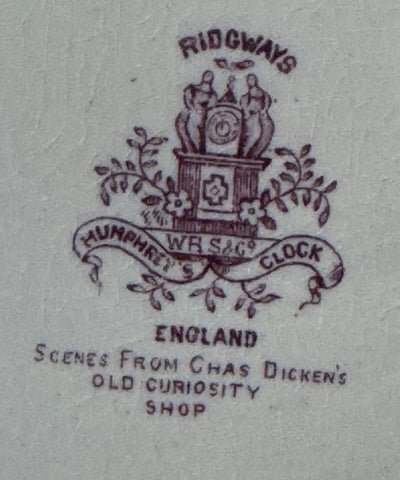 RIDGWAYS
W.R.S&Co
HUMPHREY'S CLOCK
ENGLAND
SCENES FROM CHAS DICKEN'S
OLD CURIOSITY
SHOP